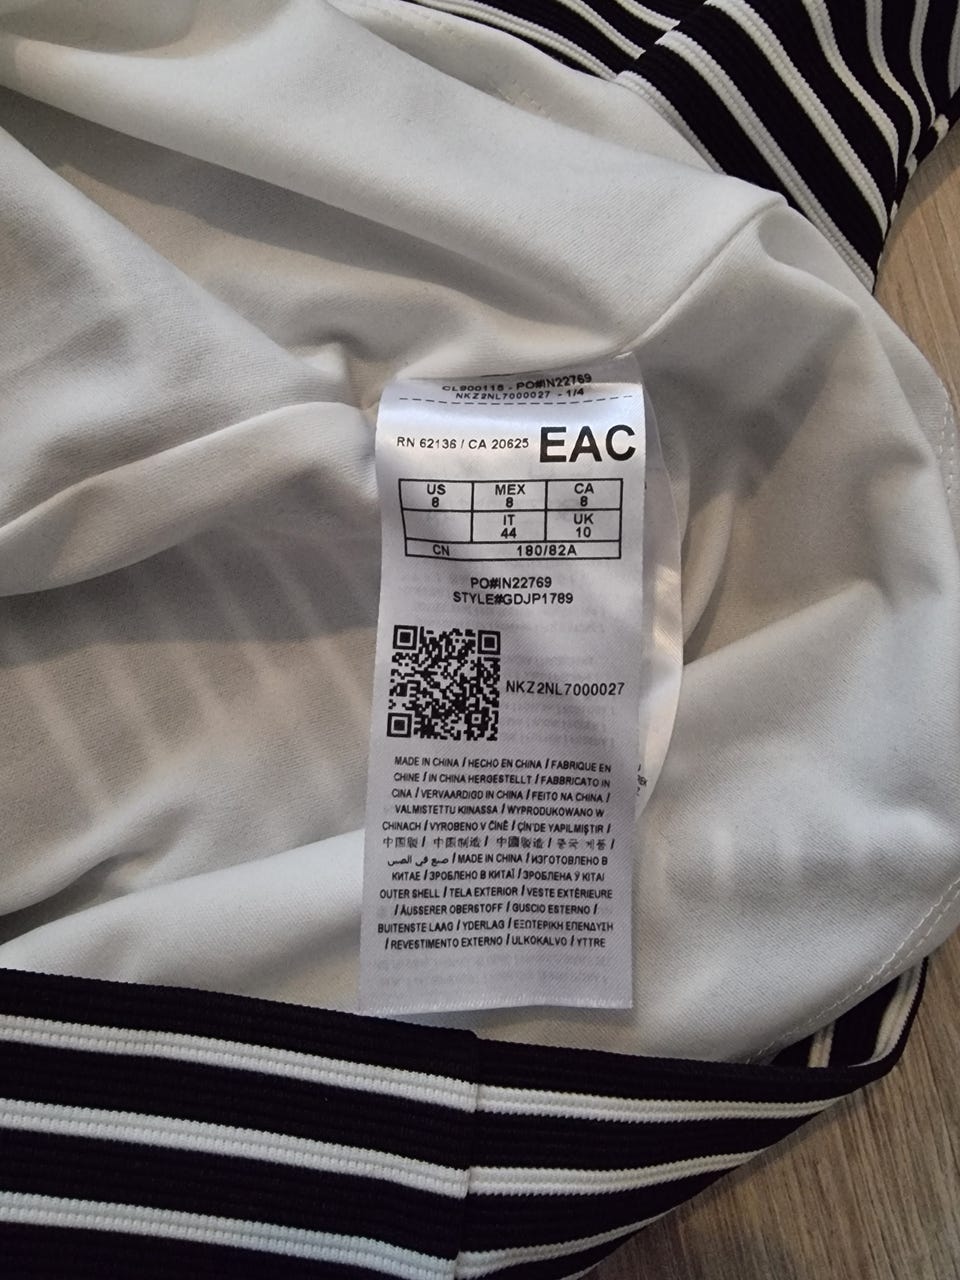 CL900115 - PO#IN22769
NKZ2NL7000027 - 1/4
RN 62136 / CA 20625 EAC
US 8 MEX 8 CA 8
IT 44 UK 10
CN 180/82A
PO#IN22769
STYLE#GDJP1789
NKZ2NL7000027
MADE IN CHINA / HECHO EN CHINA / FABRIQUE EN
CHINE / IN CHINA HERGESTELLT / FABBRICATO IN
CINA / VERVAARDIGD IN CHINA / FEITO NA CHINA /
VALMISTETTU KIINASSA / WYPRODUKOWANO W
CHINACH / VYROBENO V ČÍNĚ / ÇİN'DE YAPILMIŞTIR /
中国製 / 中国制造 / 中國製造 / 중국 제품 /
صنع في الصين / MADE IN CHINA / ИЗГОТОВЛЕНО В
КИТАЕ / ЗРОБЛЕНО В КИТАЇ / ЗРОБЛЕНА Ў КІТАІ
OUTER SHELL / TELA EXTERIOR / VESTE EXTÉRIEURE
/ ÄUSSERER OBERSTOFF / GUSCIO ESTERNO /
BUITENSTE LAAG / YDERLAG / ΕΞΩΤΕΡΙΚΗ ΕΠΕΝΔΥΣΗ
/ REVESTIMENTO EXTERNO / ULKOKALVO / YTTRE